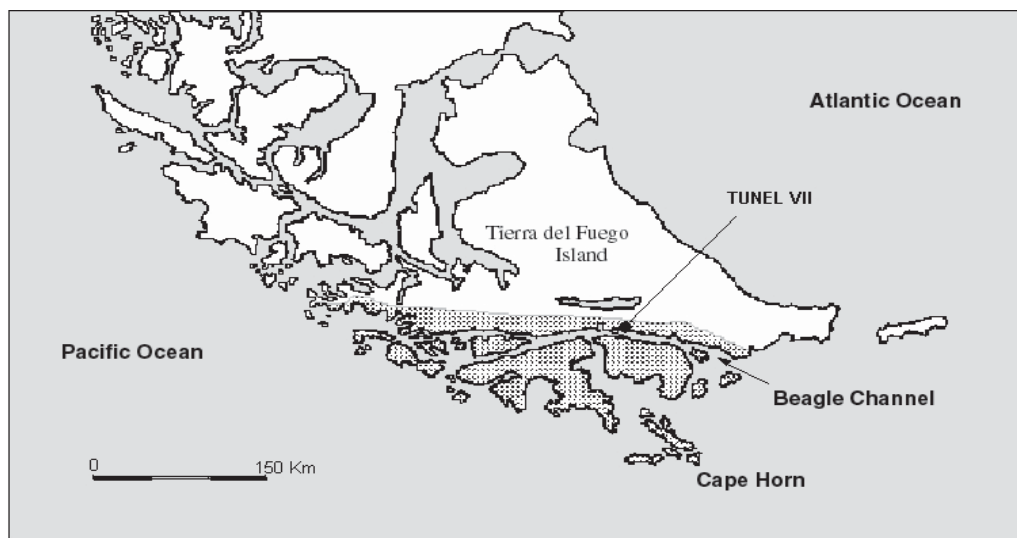 Atlantic Ocean
TUNEL VII
Tierra del Fuego
Island
Pacific Ocean
Beagle Channel
0 150 Km
Cape Horn